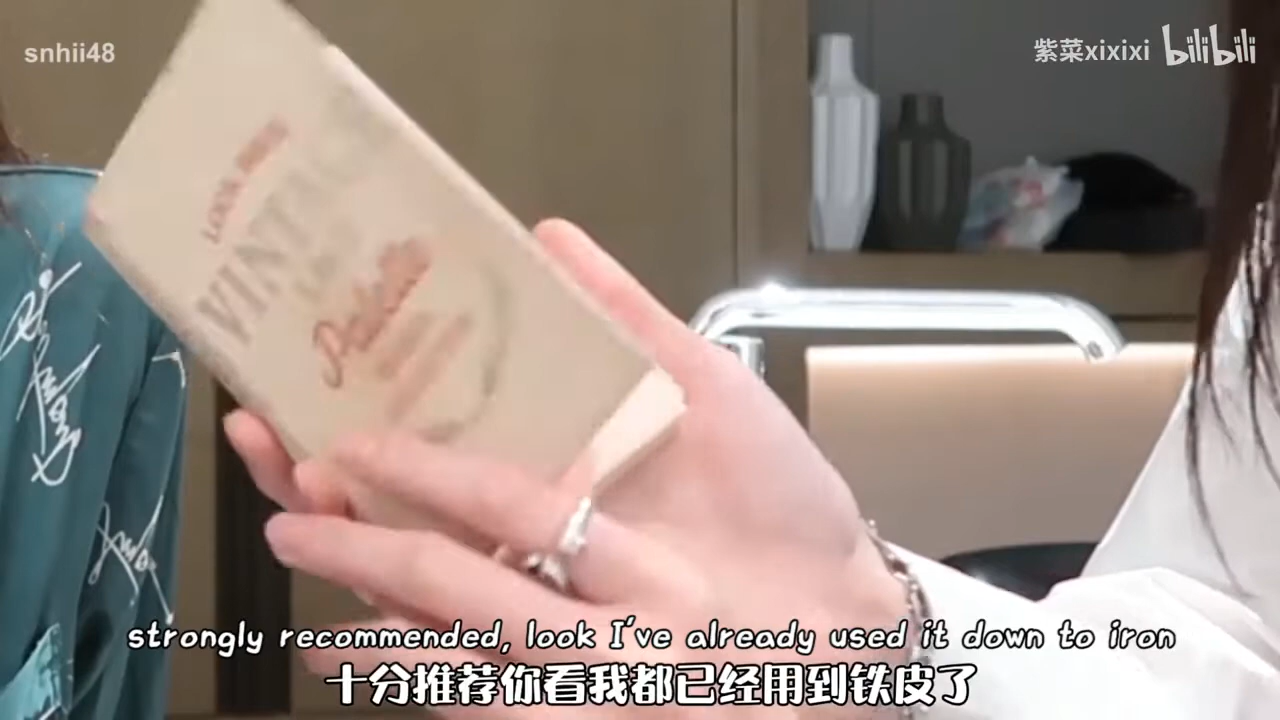 snhii48
紫菜xixixi bilibili
strongly recommended, look I've already used it down to iron
十分推荐你看我都已经用到铁皮了